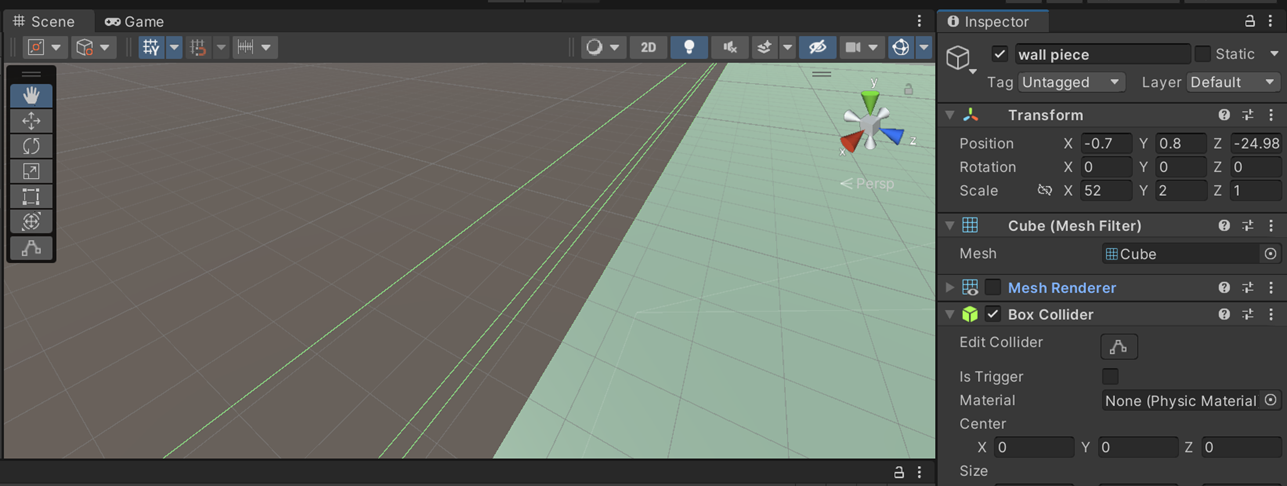 Scene Game
2D
y
x
z
Persp
Inspector
wall piece Static
Tag Untagged Layer Default
Transform
Position X -0.7 Y 0.8 Z -24.98
Rotation X 0 Y 0 Z 0
Scale X 52 Y 2 Z 1
Cube (Mesh Filter)
Mesh Cube
Mesh Renderer
Box Collider
Edit Collider
Is Trigger
Material None (Physic Material
Center
X 0 Y 0 Z 0
Size